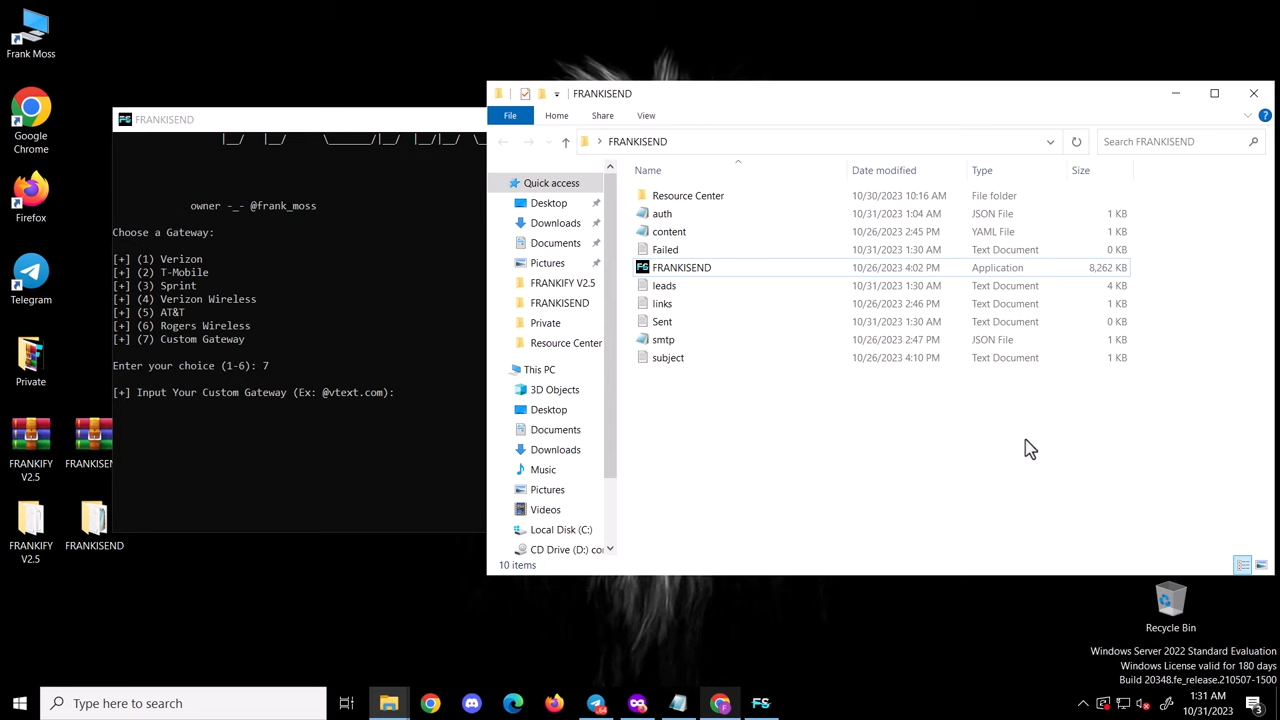 Frank Moss
Google
Chrome
Firefox
Telegram
Private
FRANKIFY
V2.5
FRANKISEN
FRANKIFY
V2.5
FRANKISEND
FRANKISEND
owner -_- @frank_moss
Choose a Gateway:
[+] (1) Verizon
[+] (2) T-Mobile
[+] (3) Sprint
[+] (4) Verizon Wireless
[+] (5) AT&T
[+] (6) Rogers Wireless
[+] (7) Custom Gateway
Enter your choice (1-6): 7
[+] Input Your Custom Gateway (Ex: @vtext.com):
FRANKISEND
File Home Share View
FRANKISEND
Search FRANKISEND
Name Date modified Type Size
Quick access
Desktop
Downloads
Documents
Pictures
FRANKIFY V2.5
FRANKISEND
Private
Resource Center
This PC
3D Objects
Desktop
Documents
Downloads
Music
Pictures
Videos
Local Disk (C:)
CD Drive (D:) co
Resource Center 10/30/2023 10:16 AM File folder
auth 10/31/2023 1:04 AM JSON File 1 KB
content 10/26/2023 2:45 PM YAML File 1 KB
Failed 10/31/2023 1:30 AM Text Document 0 KB
FRANKISEND 10/26/2023 4:02 PM Application 8,262 KB
leads 10/31/2023 1:30 AM Text Document 4 KB
links 10/26/2023 2:46 PM Text Document 1 KB
Sent 10/31/2023 1:30 AM Text Document 0 KB
smtp 10/26/2023 2:47 PM JSON File 1 KB
subject 10/26/2023 4:10 PM Text Document 1 KB
10 items
Recycle Bin
Windows Server 2022 Standard Evaluation
Windows License valid for 180 days
Build 20348.fe_release.210507-1500
Type here to search
FS
1:31 AM
10/31/2023
3